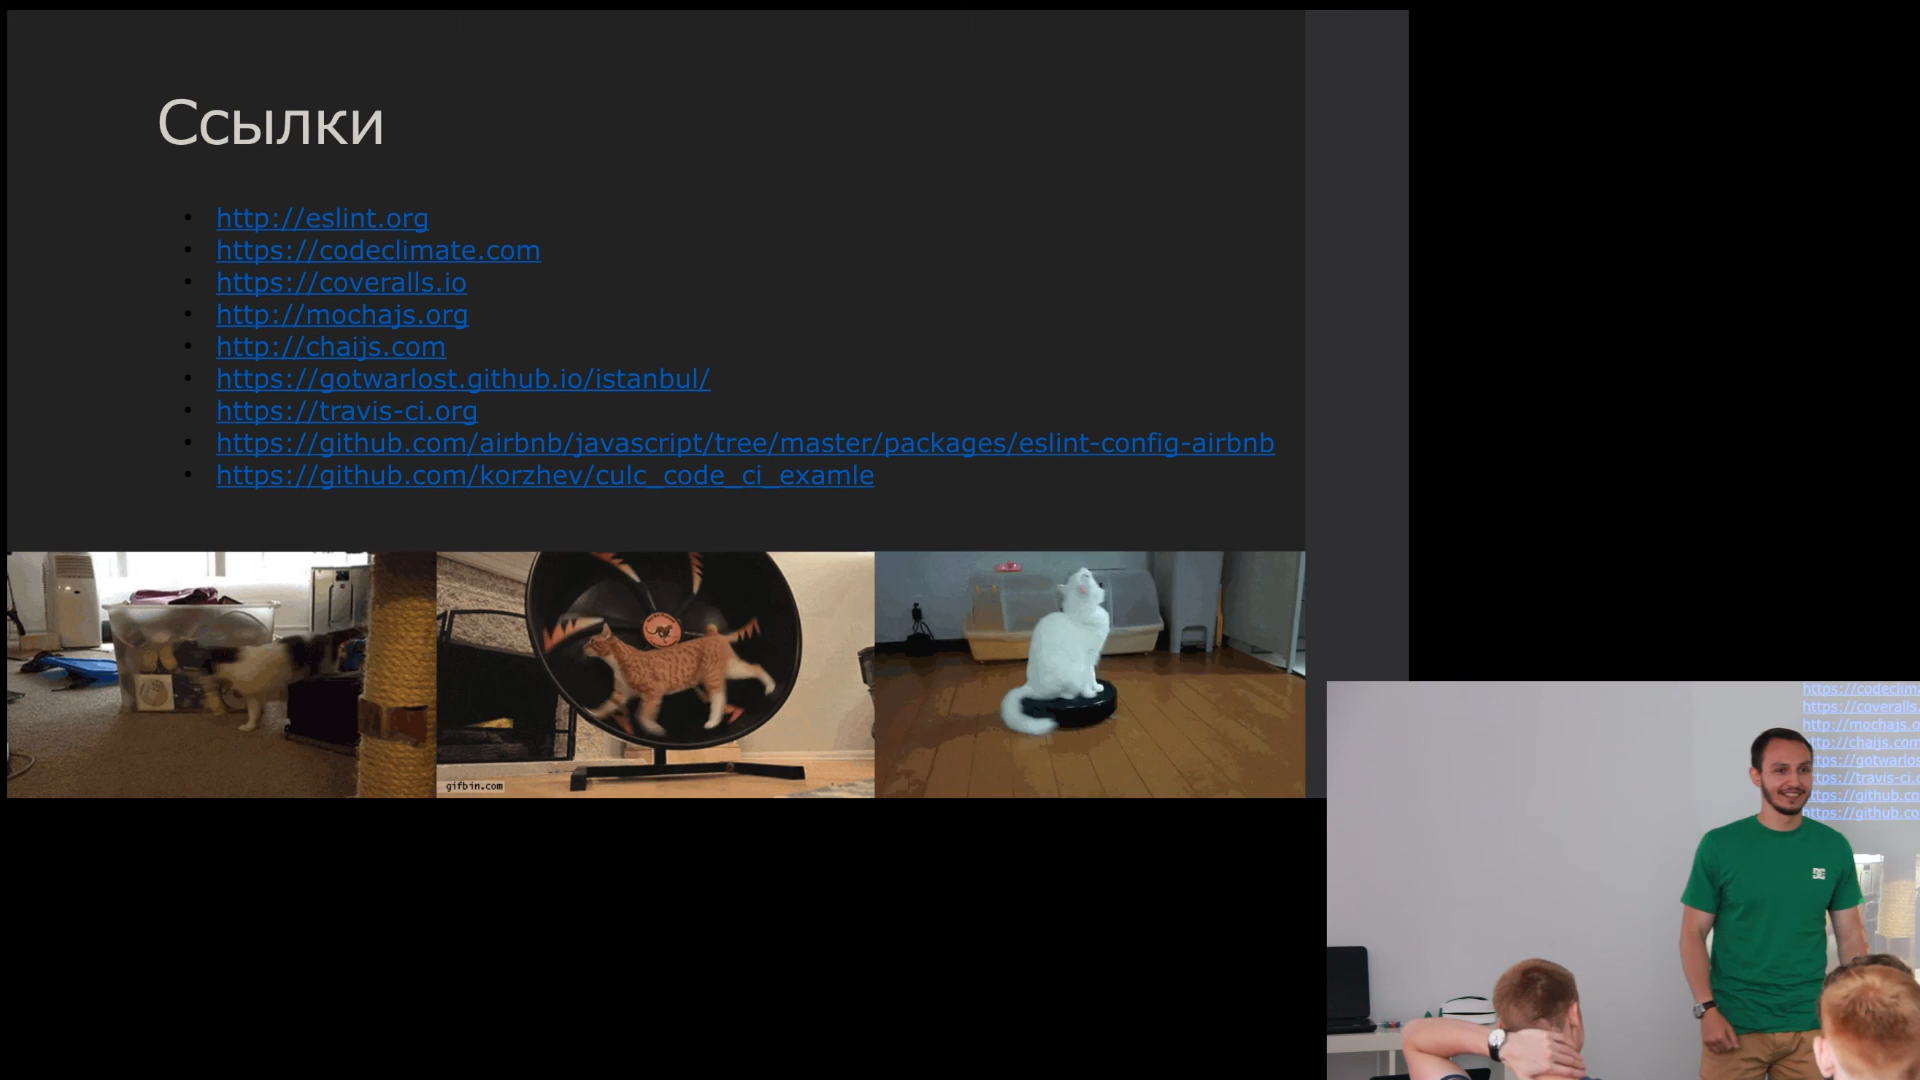 Ссылки
http://eslint.org
https://codeclimate.com
https://coveralls.io
http://mochajs.org
http://chaijs.com
https://gotwarlost.github.io/istanbul/
https://travis-ci.org
https://github.com/airbnb/javascript/tree/master/packages/eslint-config-airbnb
https://github.com/korzhev/culc_code_ci_examle
gifbin.com
https://codeclim
https://coveralls.
http://mochajs.o
ttp://chaijs.com
ttps://gotwarlos
ttps://travis-ci.o
ttps://github.co
https://github.co